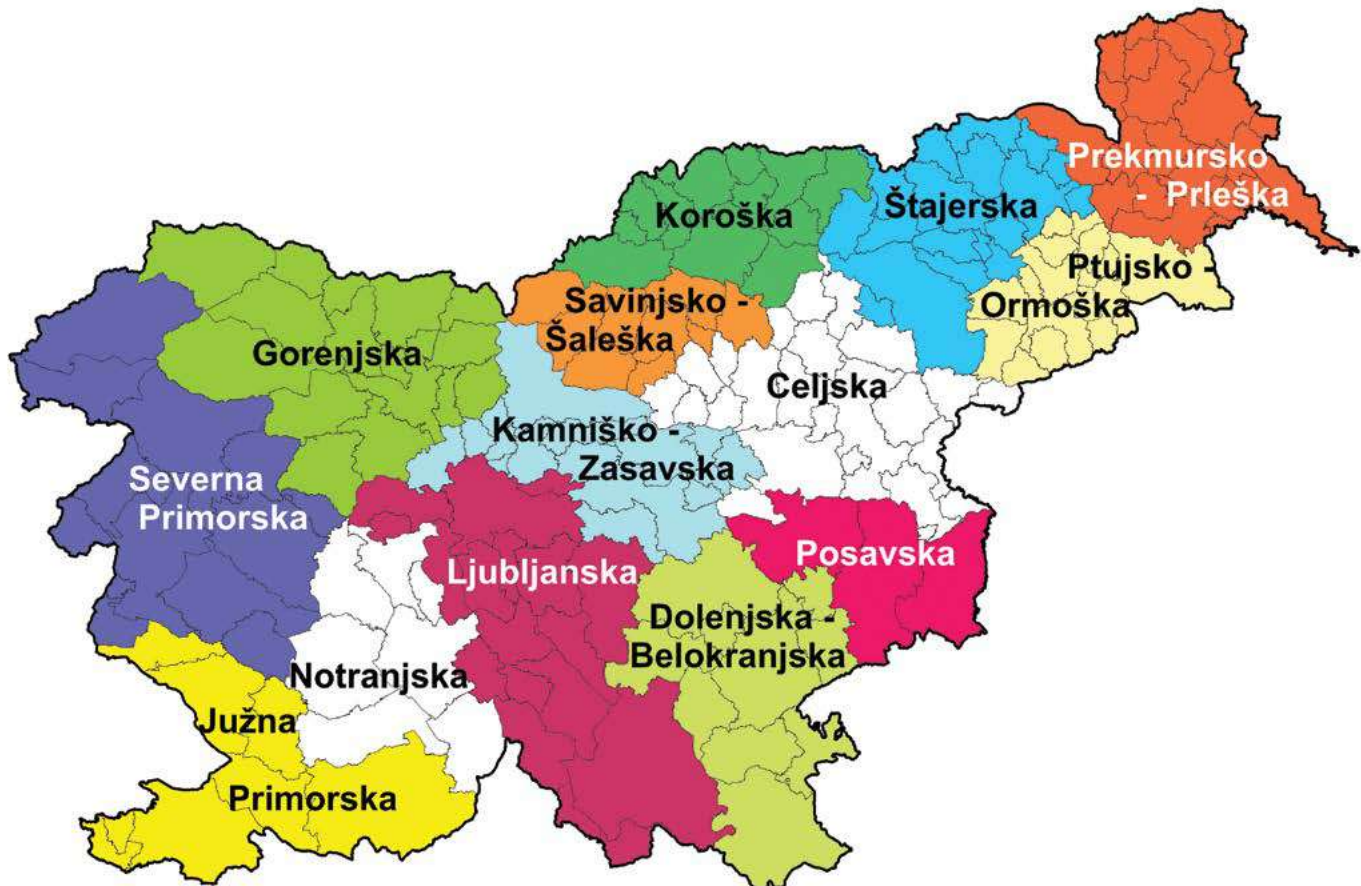 Prekmursko
- Prleška
Koroška
Štajerska
Ptujsko -
Ormoška
Savinjsko -
Šaleška
Gorenjska
Celjska
Kamniško -
Zasavska
Severna
Primorska
Ljubljanska
Posavska
Dolenjska -
Belokranjska
Notranjska
Južna
Primorska